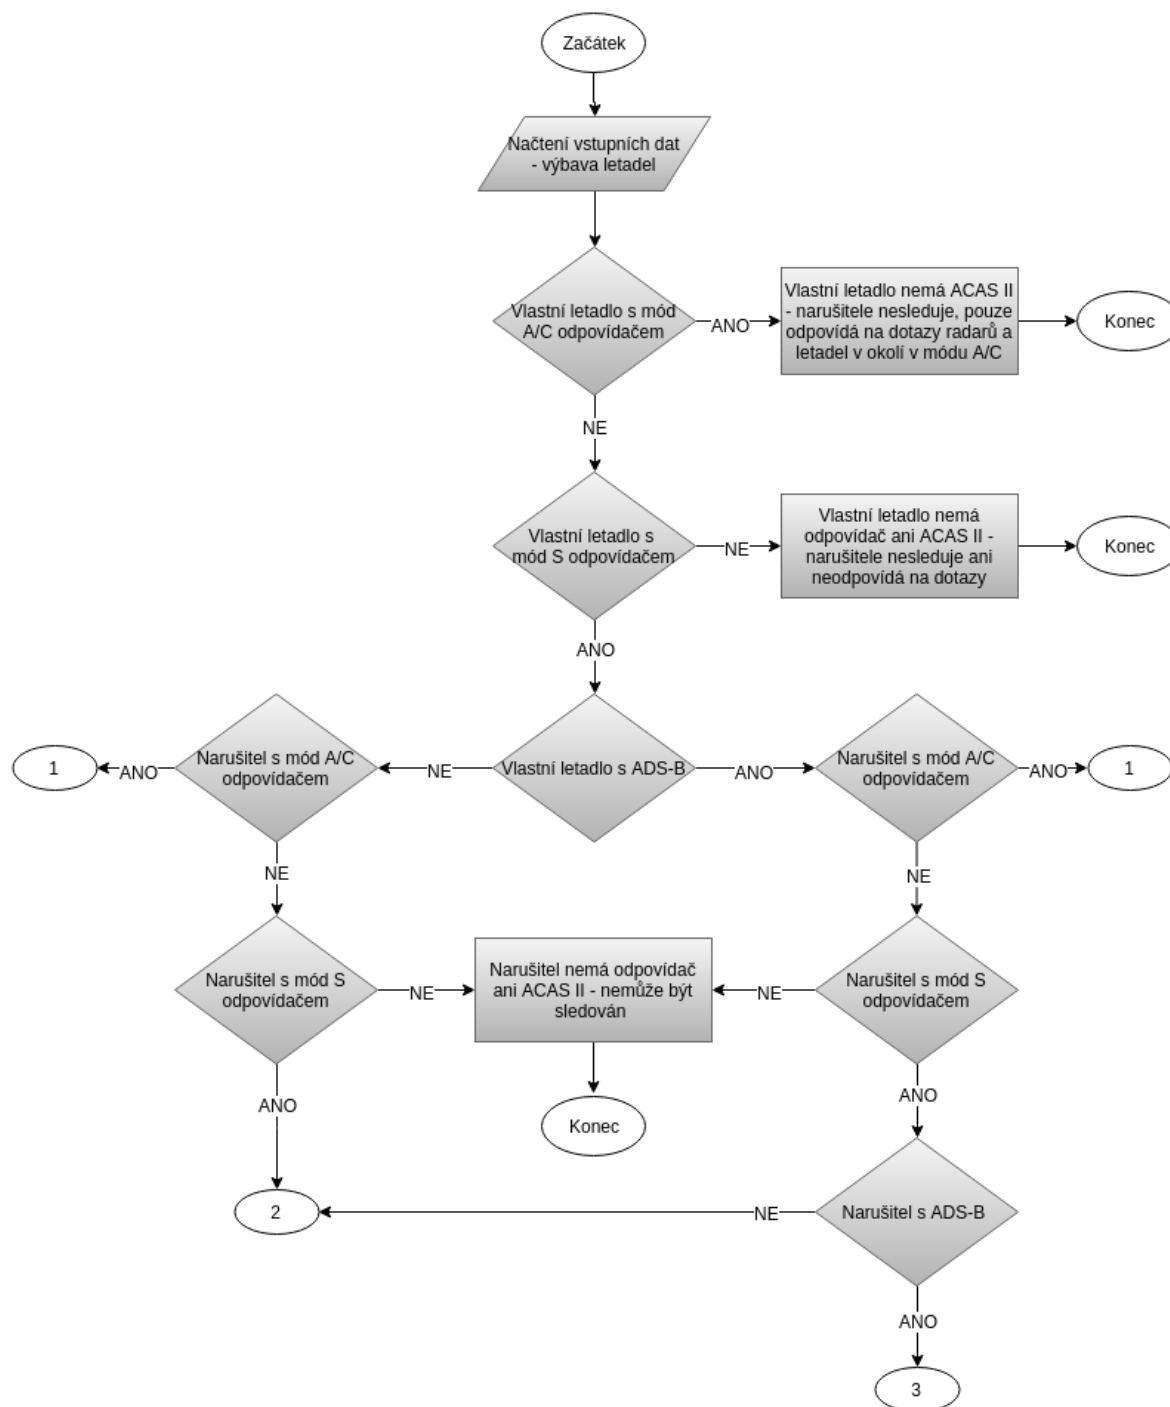 Začátek
Načtení vstupních dat
- výbava letadel
Vlastní letadlo s mód
A/C odpovídačem
ANO
Vlastní letadlo nemá ACAS II
- narušitele nesleduje, pouze
odpovídá na dotazy radarů a
letadel v okolí v módu A/C
Konec
NE
Vlastní letadlo s
mód S odpovídačem
NE
Vlastní letadlo nemá
odpovídač ani ACAS II -
narušitele nesleduje ani
neodpovídá na dotazy
Konec
ANO
1
ANO
Narušitel s mód A/C
odpovídačem
NE
Vlastní letadlo s ADS-B
ANO
Narušitel s mód A/C
odpovídačem
ANO
1
NE
NE
Narušitel s mód S
odpovídačem
NE
Narušitel nemá odpovídač
ani ACAS II - nemůže být
sledován
NE
Narušitel s mód S
odpovídačem
ANO
Konec
ANO
2
NE
Narušitel s ADS-B
ANO
3